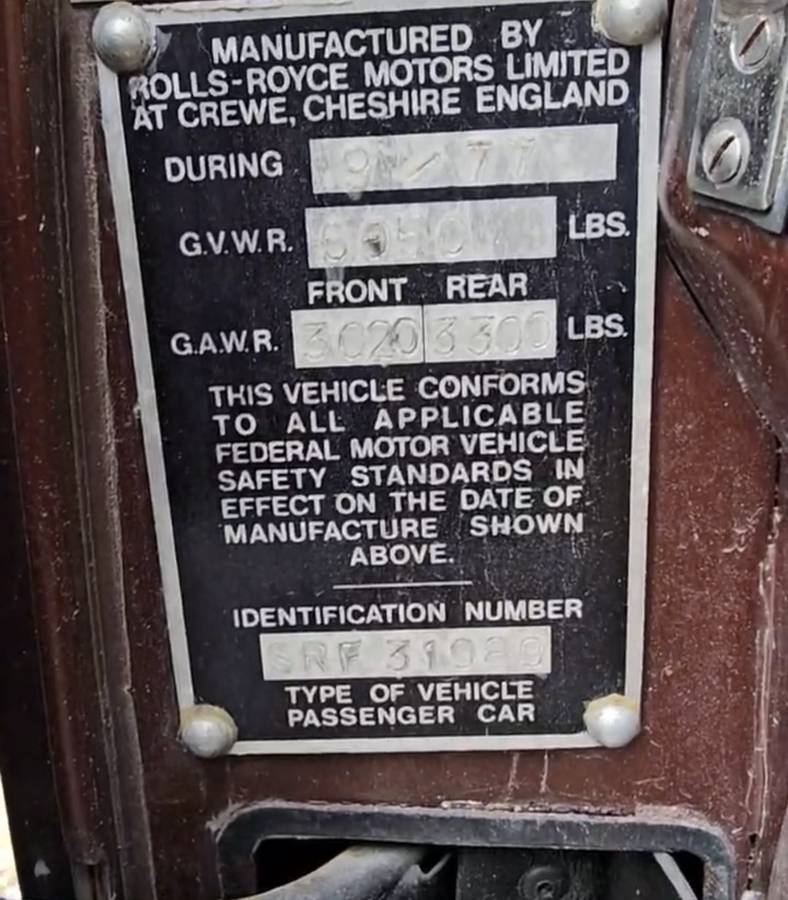 MANUFACTURED BY
ROLLS-ROYCE MOTORS LIMITED
AT CREWE, CHESHIRE ENGLAND
DURING 9 / 77
G.V.W.R. LBS.
FRONT REAR
G.A.W.R. 3020 3300 LBS.
THIS VEHICLE CONFORMS
TO ALL APPLICABLE
FEDERAL MOTOR VEHICLE
SAFETY STANDARDS IN
EFFECT ON THE DATE OF
MANUFACTURE SHOWN
ABOVE.
IDENTIFICATION NUMBER
TYPE OF VEHICLE
PASSENGER CAR